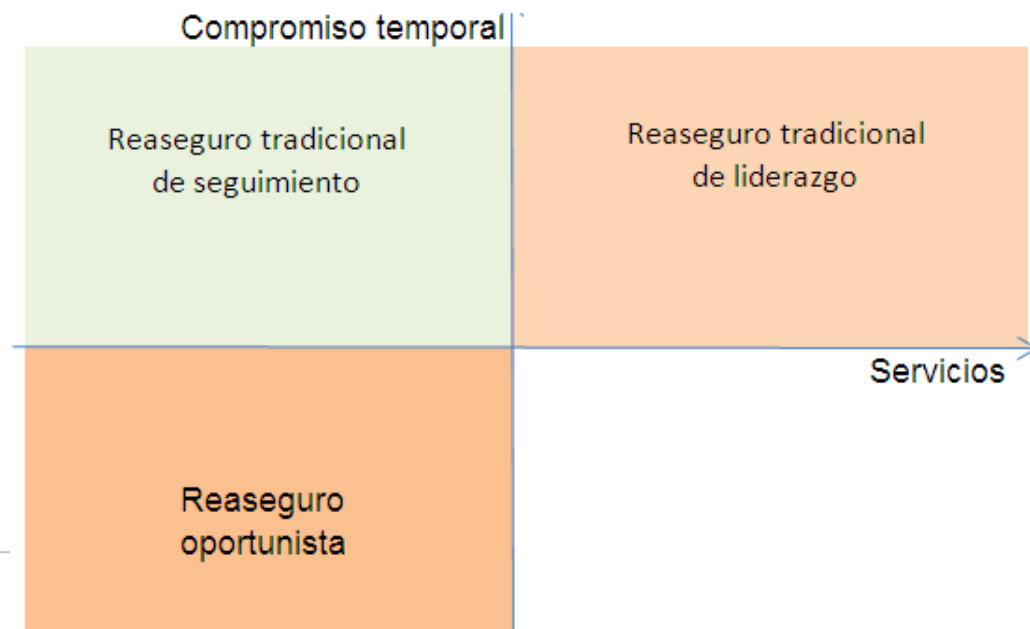 Compromiso temporal
Reaseguro tradicional
de seguimiento
Reaseguro tradicional
de liderazgo
Servicios
Reaseguro
oportunista